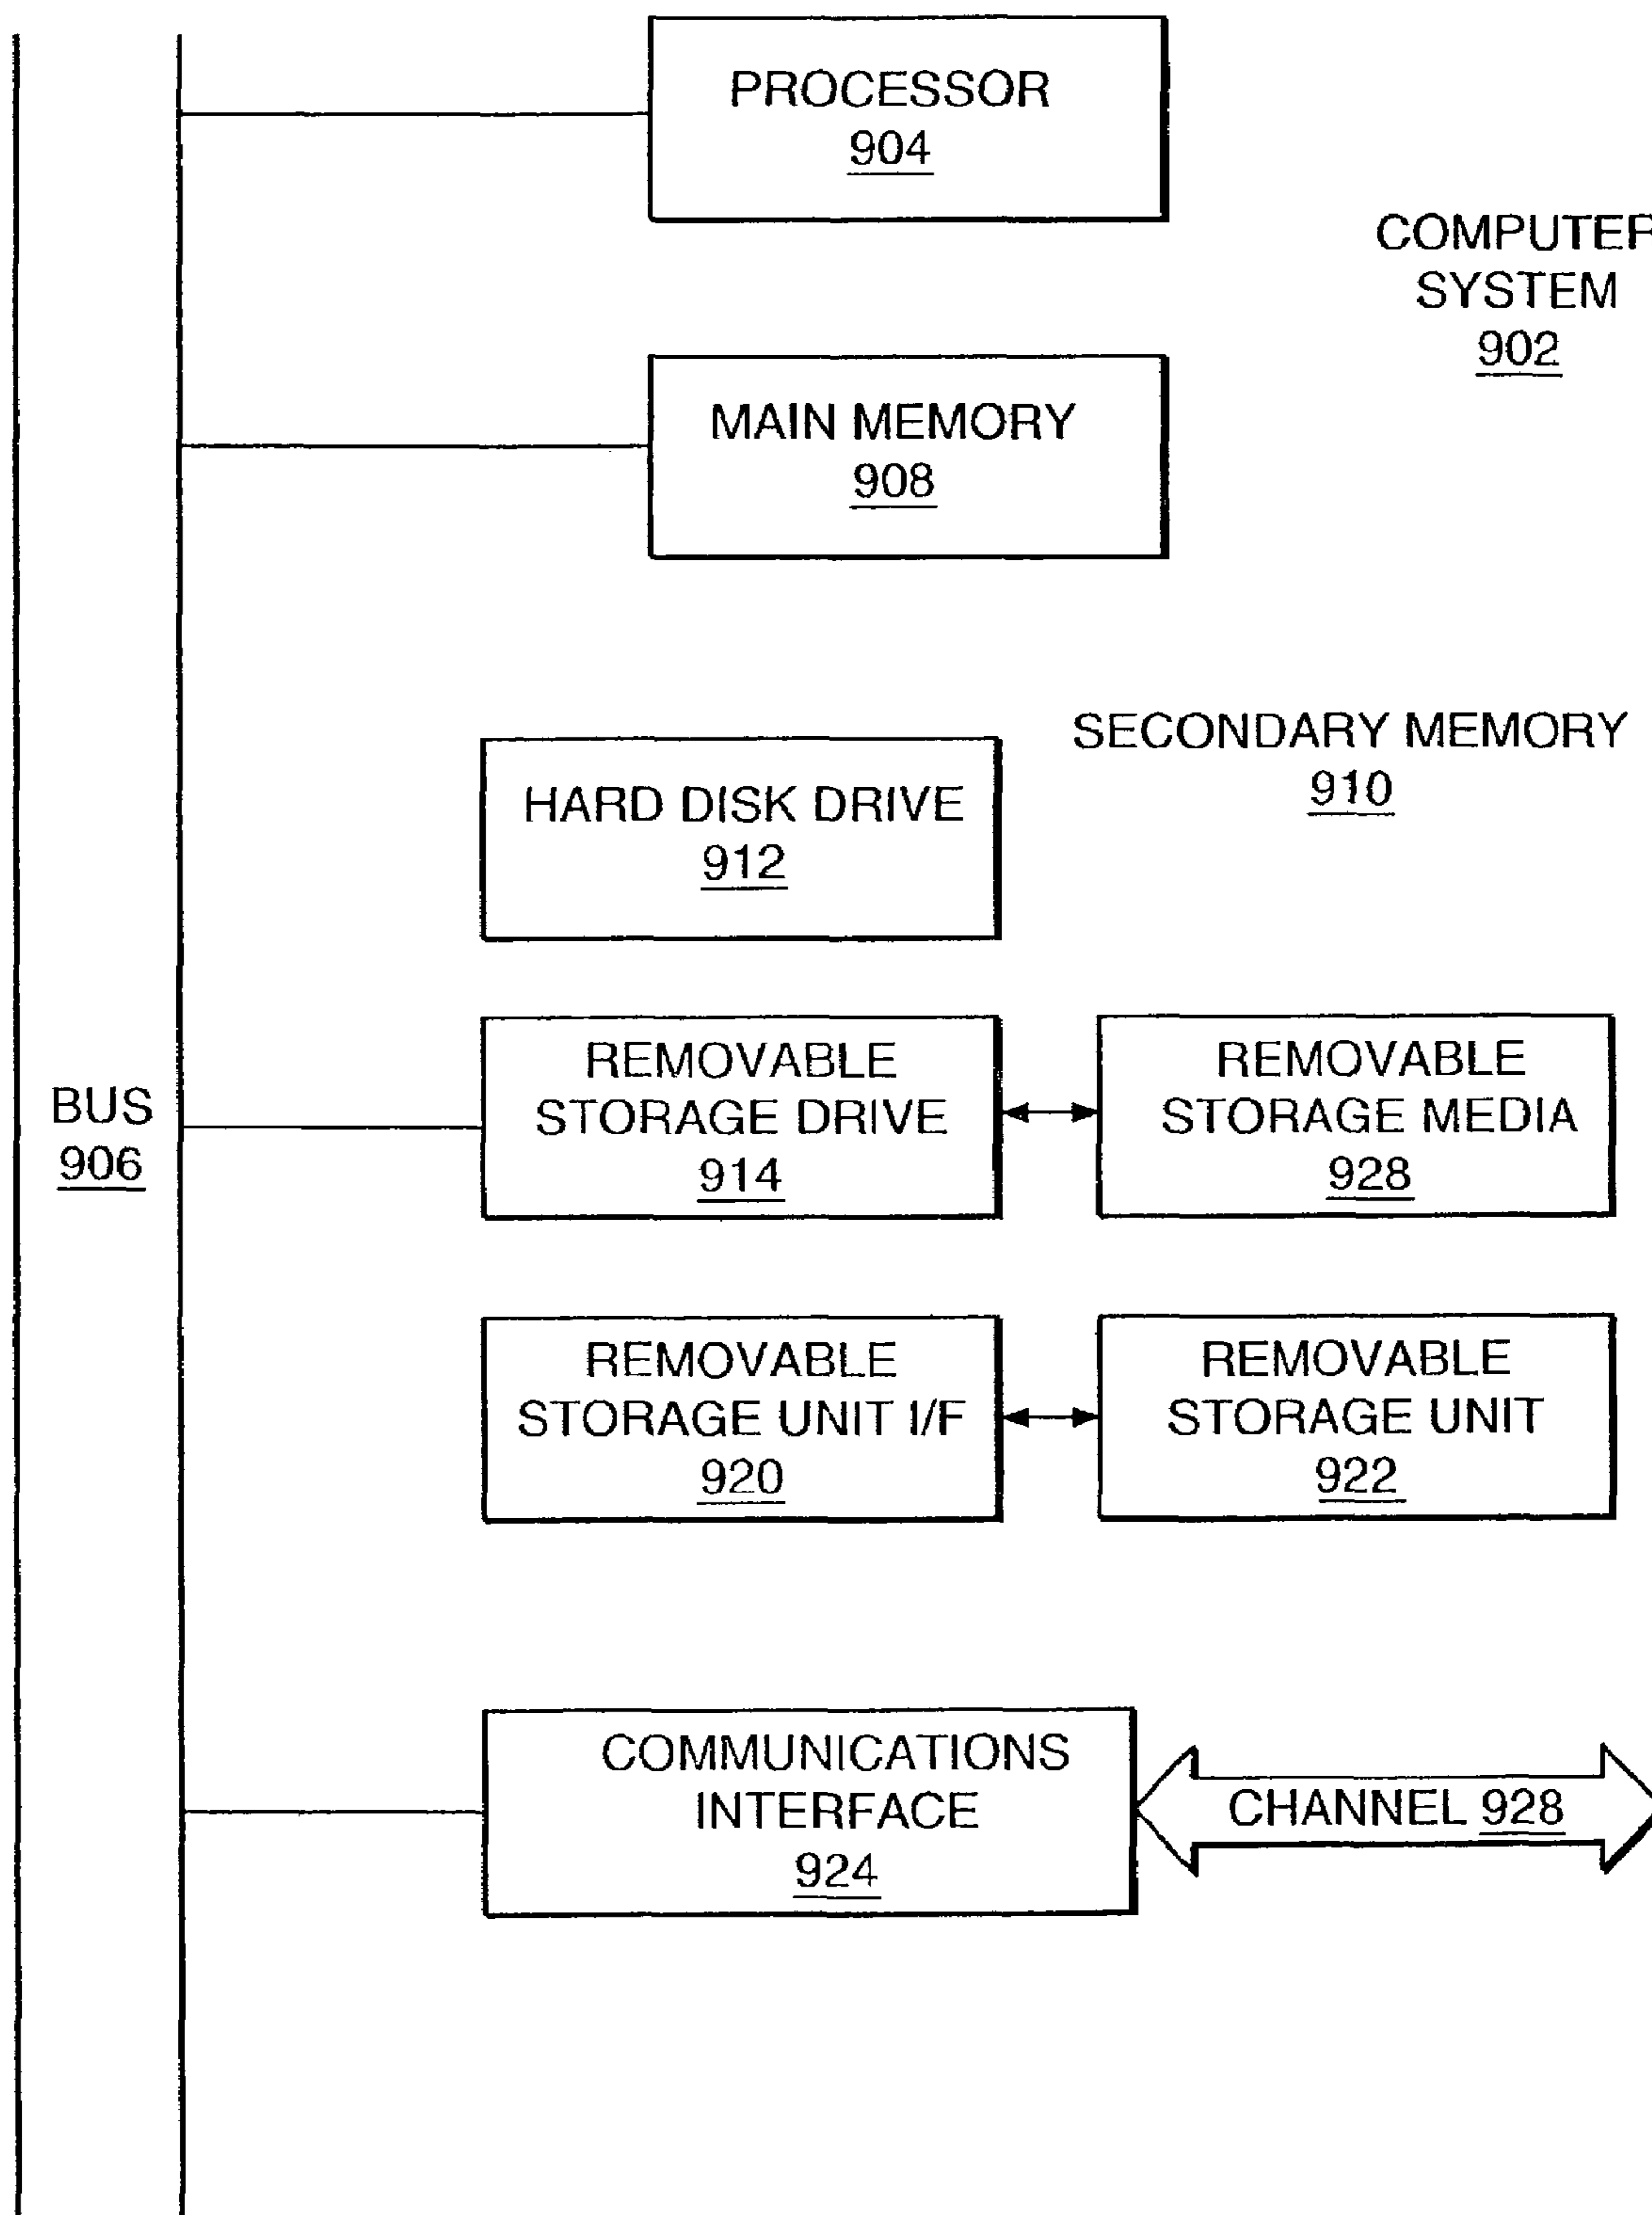 PROCESSOR
904
COMPUTER
SYSTEM
902
MAIN MEMORY
908
SECONDARY MEMORY
910
HARD DISK DRIVE
912
BUS
906
REMOVABLE
STORAGE DRIVE
914
REMOVABLE
STORAGE MEDIA
928
REMOVABLE
STORAGE UNIT I/F
920
REMOVABLE
STORAGE UNIT
922
COMMUNICATIONS
INTERFACE
924
CHANNEL 928